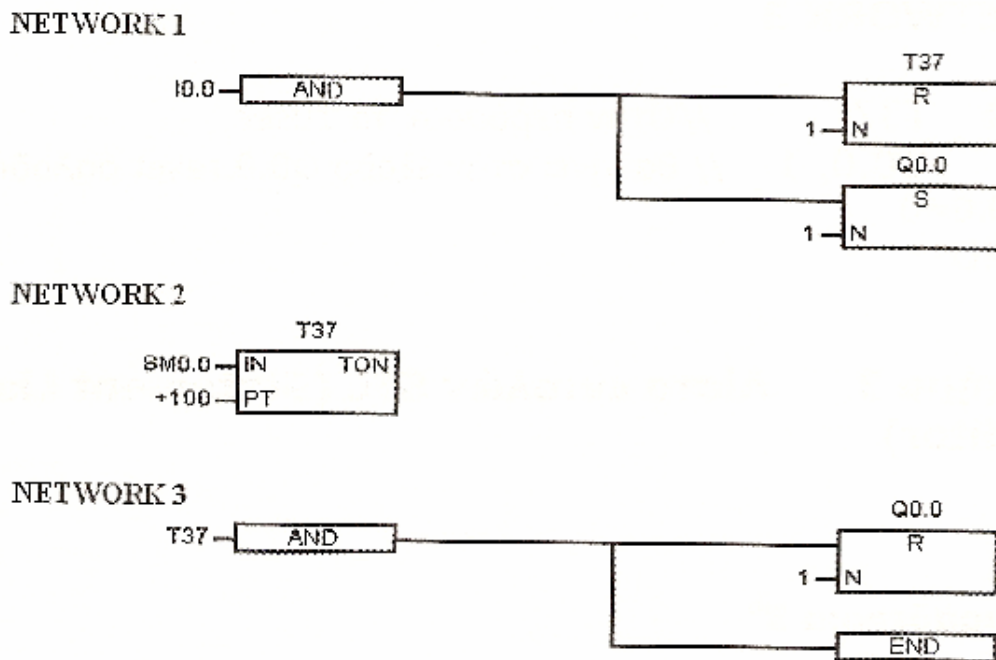 NETWORK 1
T37
I0.0 AND R
1 N
Q0.0
S
1 N
NETWORK 2
T37
SM0.0 IN TON
+100 PT
NETWORK 3
Q0.0
T37 AND R
1 N
END